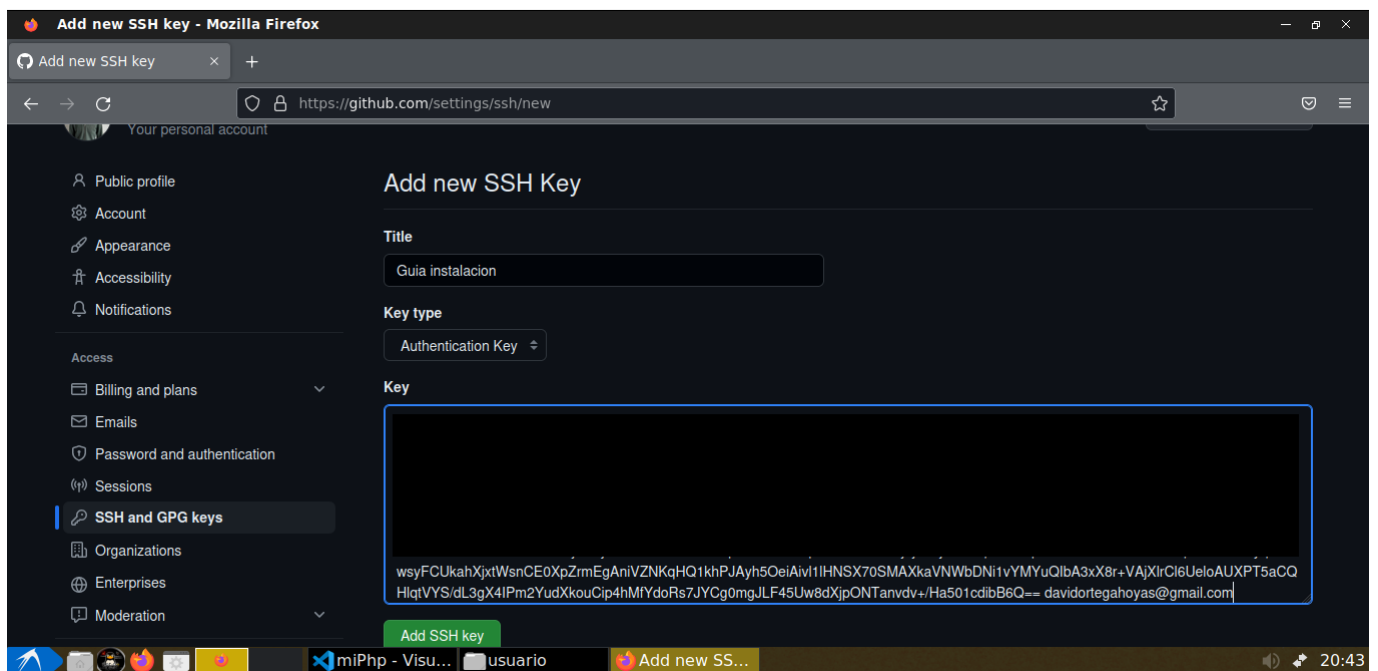 Add new SSH key - Mozilla Firefox
Add new SSH key
https://github.com/settings/ssh/new
Your personal account
Public profile
Account
Appearance
Accessibility
Notifications
Access
Billing and plans
Emails
Password and authentication
Sessions
SSH and GPG keys
Organizations
Enterprises
Moderation
Add new SSH Key
Title
Guia instalacion
Key type
Authentication Key
Key
wsyFCUkahXjxtWsnCE0XpZrmEgAniVZNKqHQ1khPJAyh5OeiAivl1lHNSX70SMAXkaVNWbDNi1vYMYuQIbA3xX8r+VAjXlrCl6UeloAUXPT5aCQ
HlqtVYS/dL3gX4IPm2YudXkouCip4hMfYdoRs7JYCg0mgJLF45Uw8dXjpONTanvdv+/Ha501cdibB6Q== davidortegahoyas@gmail.com
Add SSH key
miPhp - Visu...
usuario
Add new SS...
20:43